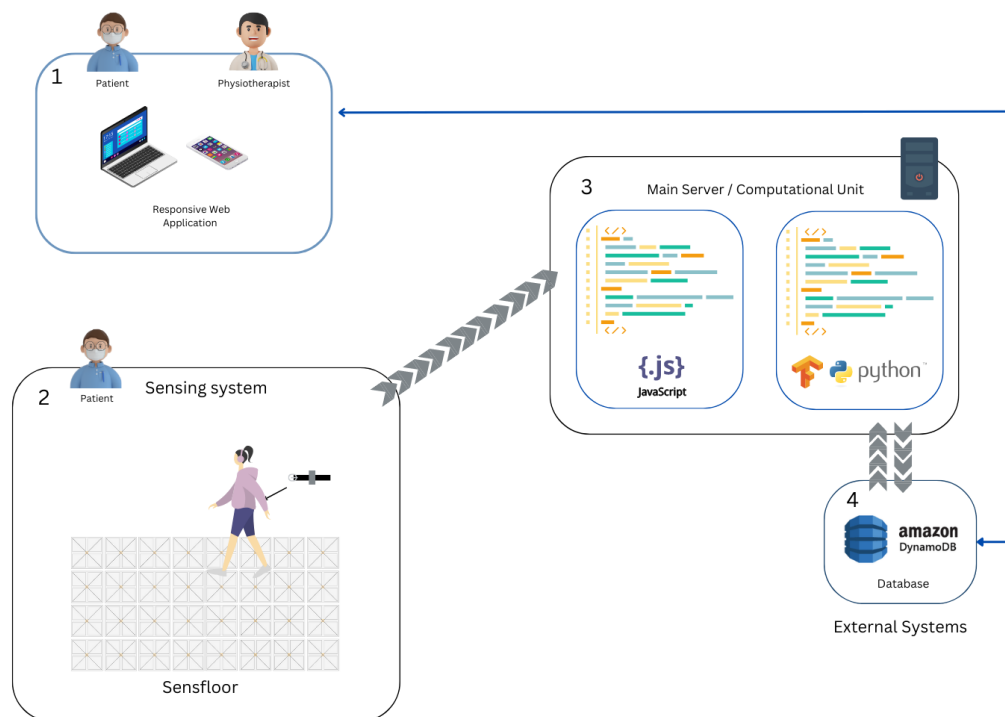 1
Patient
Physiotherapist
Responsive Web
Application
2
Patient
Sensing system
Sensfloor
3
Main Server / Computational Unit
</>
</>
{.js}
JavaScript
</>
</>
python™
4
amazon
DynamoDB
Database
External Systems